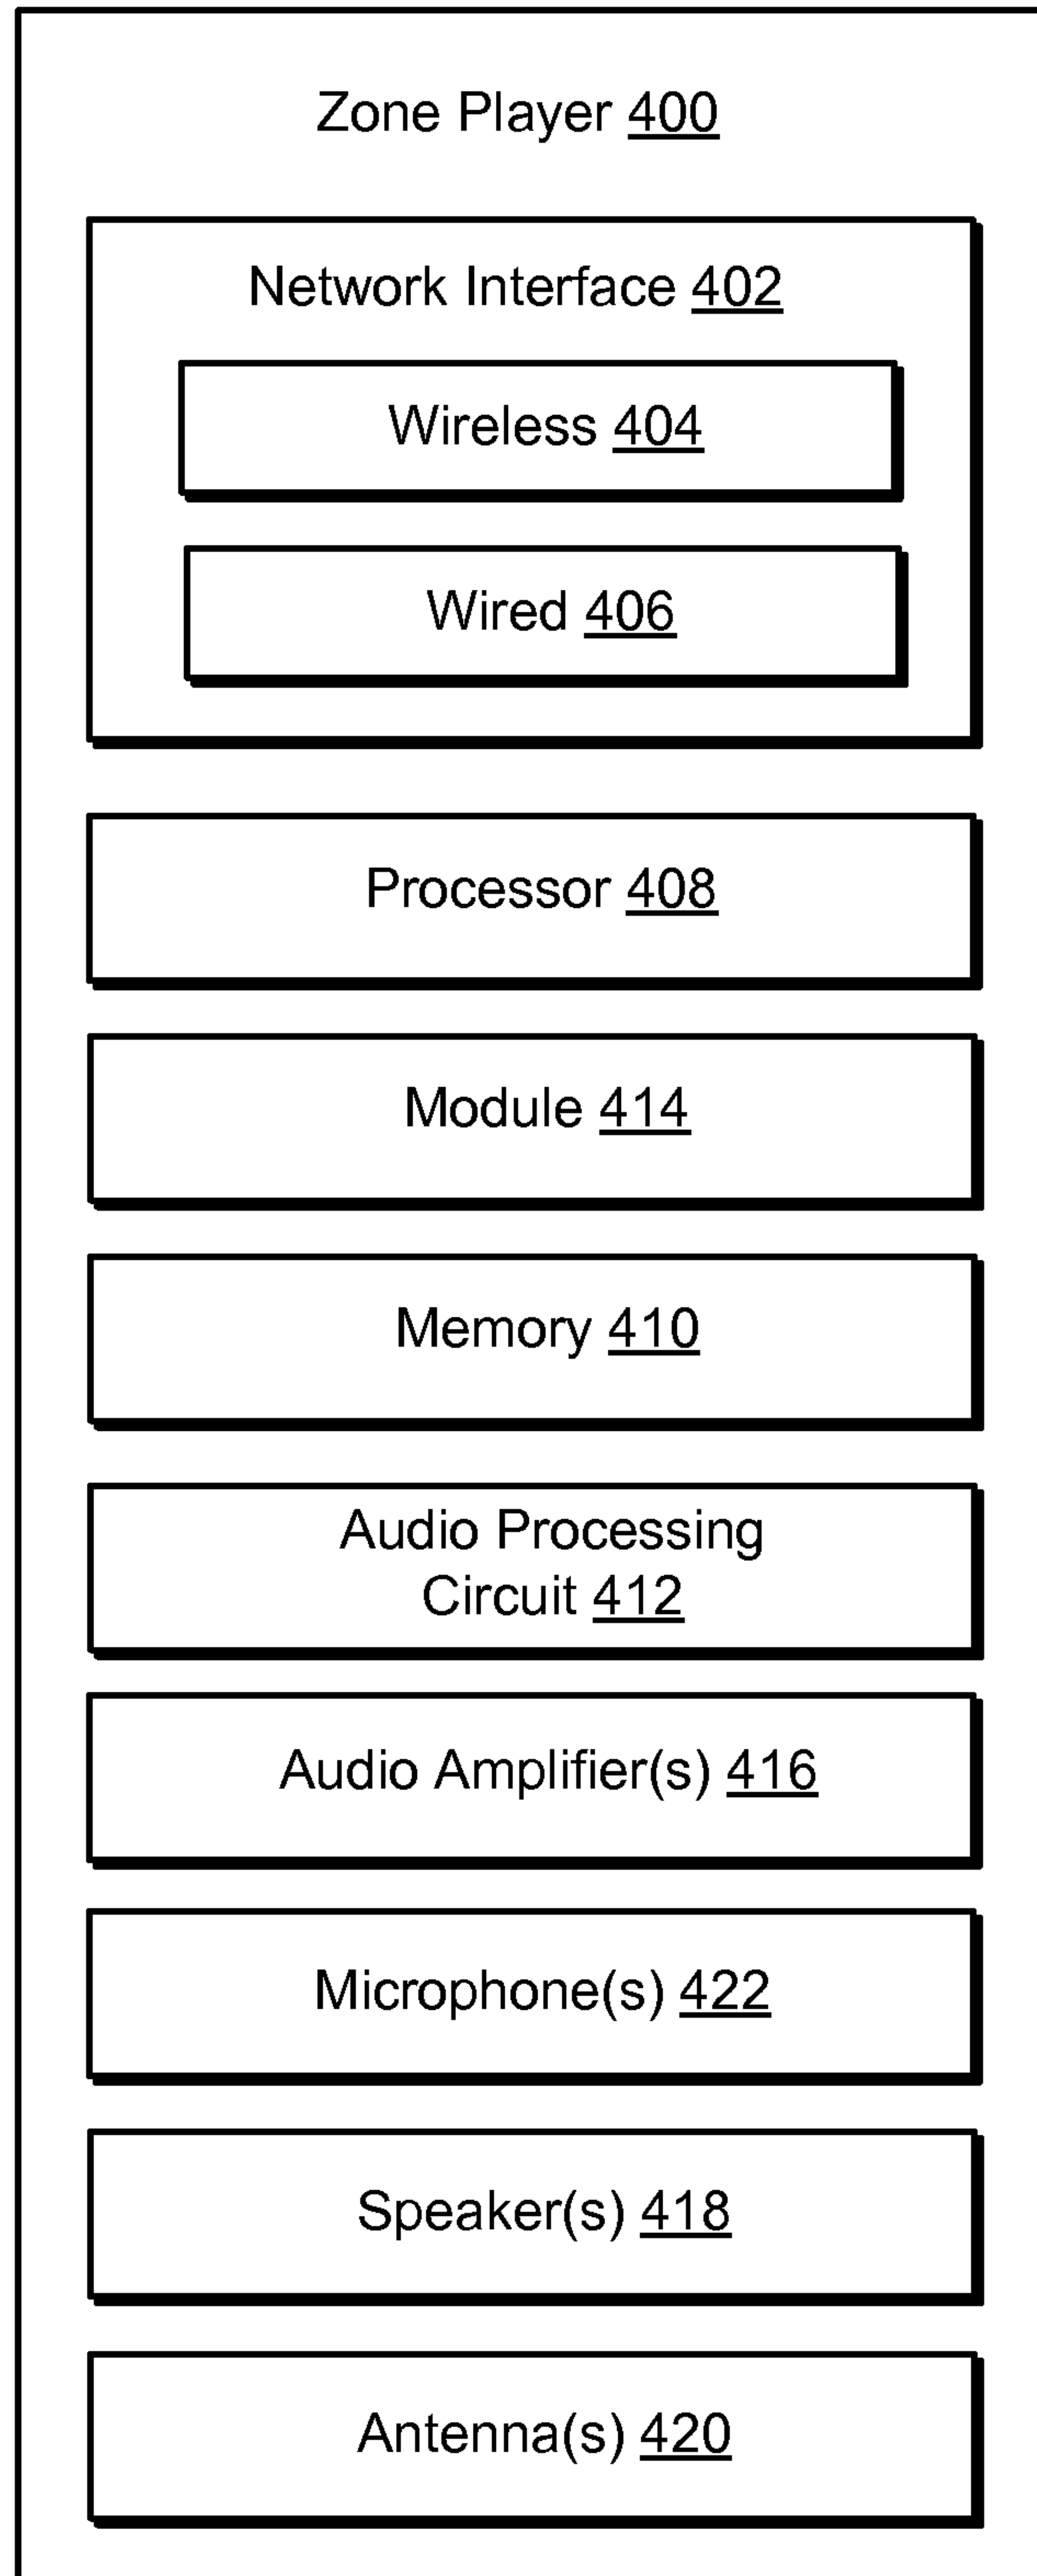 Zone Player 400
Network Interface 402
Wireless 404
Wired 406
Processor 408
Module 414
Memory 410
Audio Processing
Circuit 412
Audio Amplifier(s) 416
Microphone(s) 422
Speaker(s) 418
Antenna(s) 420